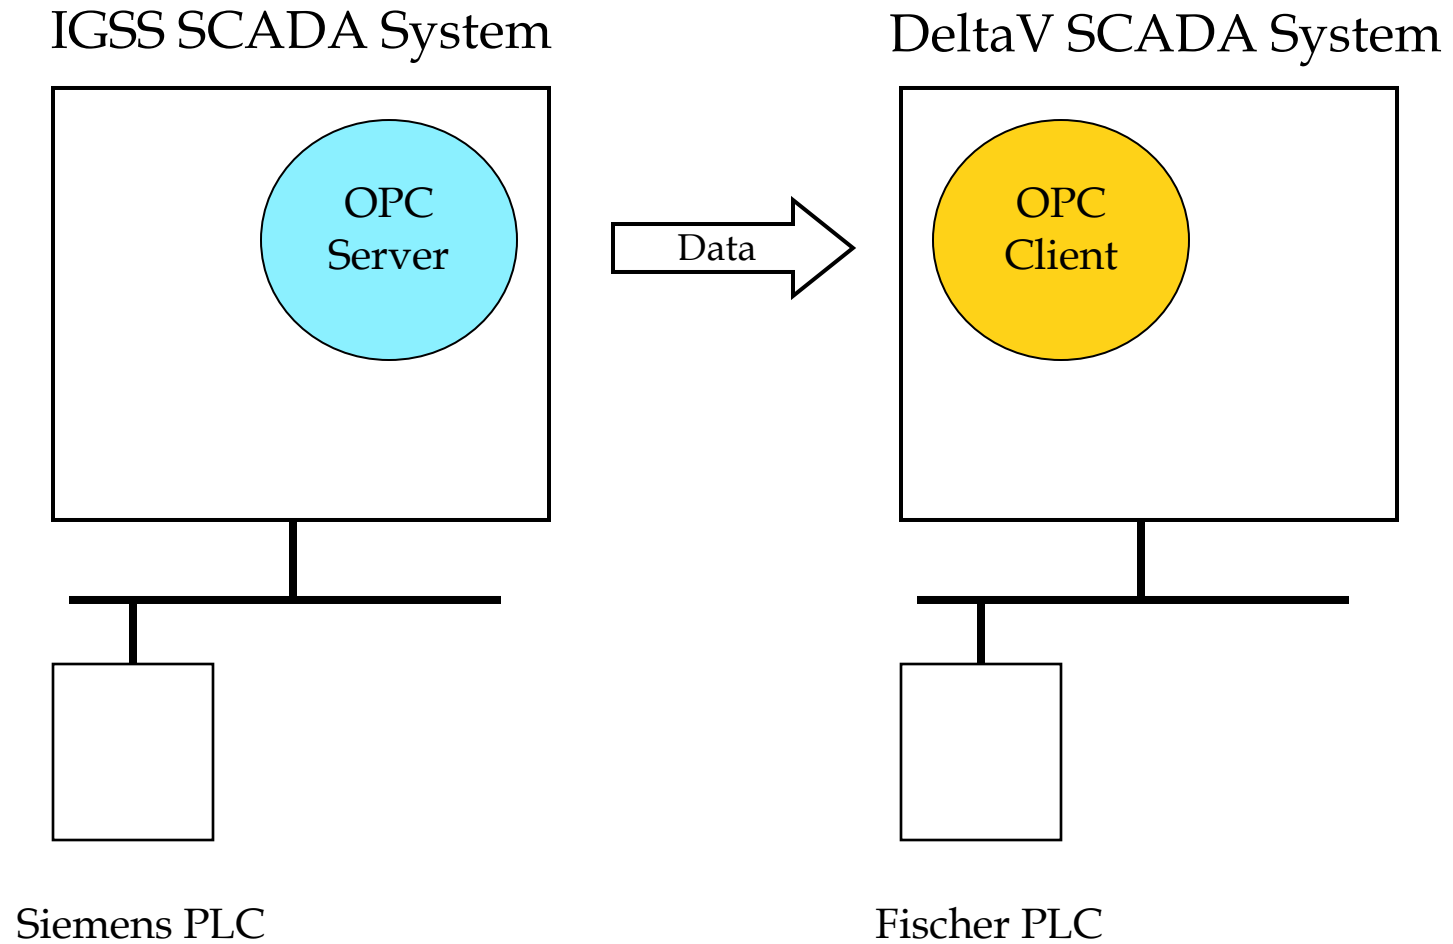 IGSS SCADA System
DeltaV SCADA System
OPC
Server
Data
OPC
Client
Siemens PLC
Fischer PLC